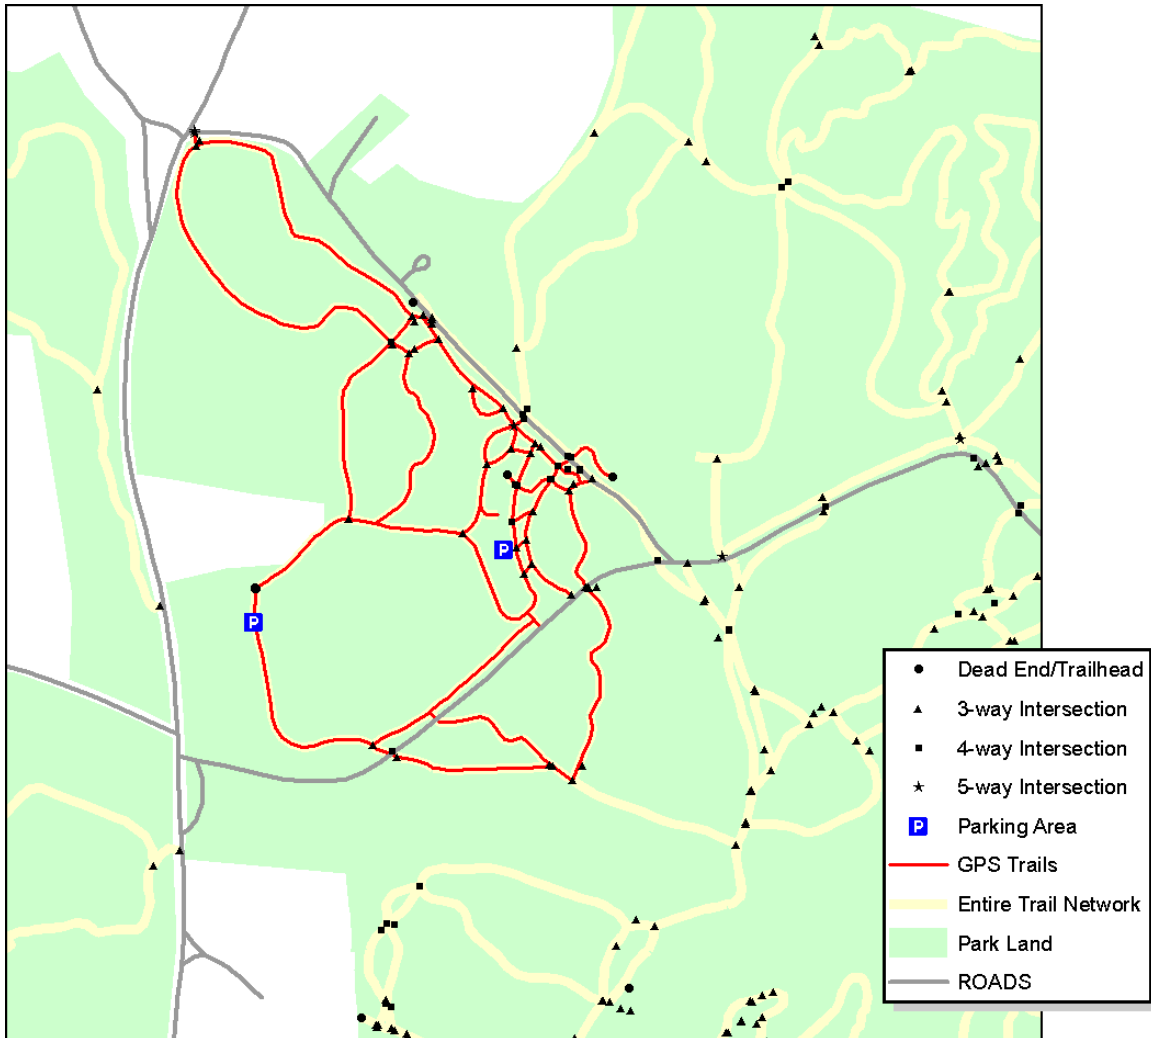 P
P
Dead End/Trailhead
3-way Intersection
4-way Intersection
5-way Intersection
P Parking Area
GPS Trails
Entire Trail Network
Park Land
ROADS